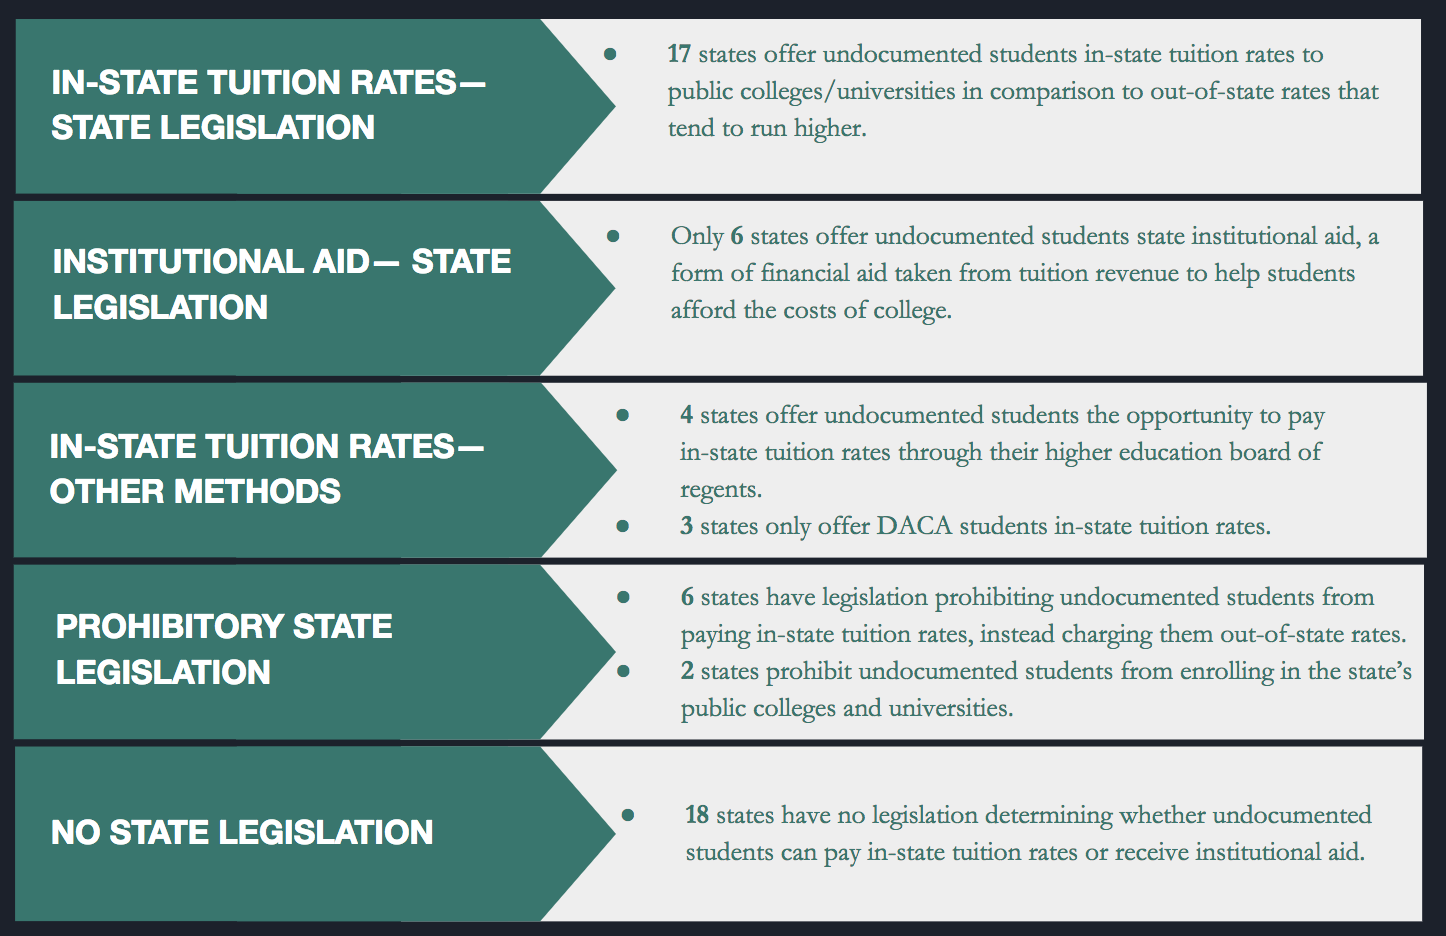 IN-STATE TUITION RATES—
STATE LEGISLATION
• 17 states offer undocumented students in-state tuition rates to
public colleges/universities in comparison to out-of-state rates that
tend to run higher.
INSTITUTIONAL AID— STATE
LEGISLATION
• Only 6 states offer undocumented students state institutional aid, a
form of financial aid taken from tuition revenue to help students
afford the costs of college.
IN-STATE TUITION RATES—
OTHER METHODS
• 4 states offer undocumented students the opportunity to pay
in-state tuition rates through their higher education board of
regents.
• 3 states only offer DACA students in-state tuition rates.
PROHIBITORY STATE
LEGISLATION
• 6 states have legislation prohibiting undocumented students from
paying in-state tuition rates, instead charging them out-of-state rates.
• 2 states prohibit undocumented students from enrolling in the state’s
public colleges and universities.
NO STATE LEGISLATION
• 18 states have no legislation determining whether undocumented
students can pay in-state tuition rates or receive institutional aid.